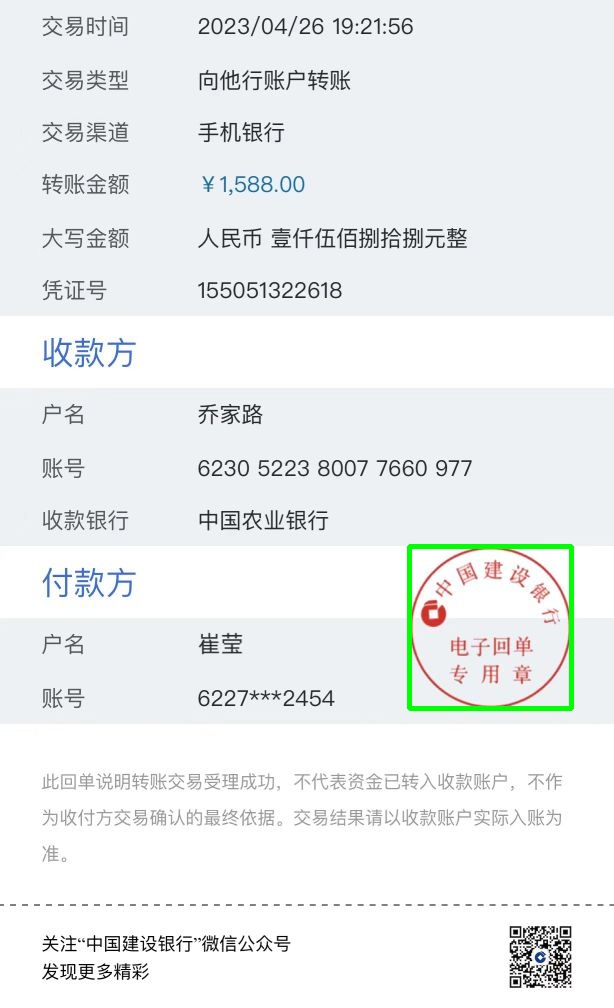 交易时间 2023/04/26 19:21:56
交易类型 向他行账户转账
交易渠道 手机银行
转账金额 ￥1,588.00
大写金额 人民币 壹仟伍佰捌拾捌元整
凭证号 155051322618
收款方
户名 乔家路
账号 6230 5223 8007 7660 977
收款银行 中国农业银行
付款方
中国建设银行
电子回单
专用章
户名 崔莹
账号 6227***2454
此回单说明转账交易受理成功，不代表资金已转入收款账户，不作
为收付方交易确认的最终依据。交易结果请以收款账户实际入账为
准。
关注“中国建设银行”微信公众号
发现更多精彩